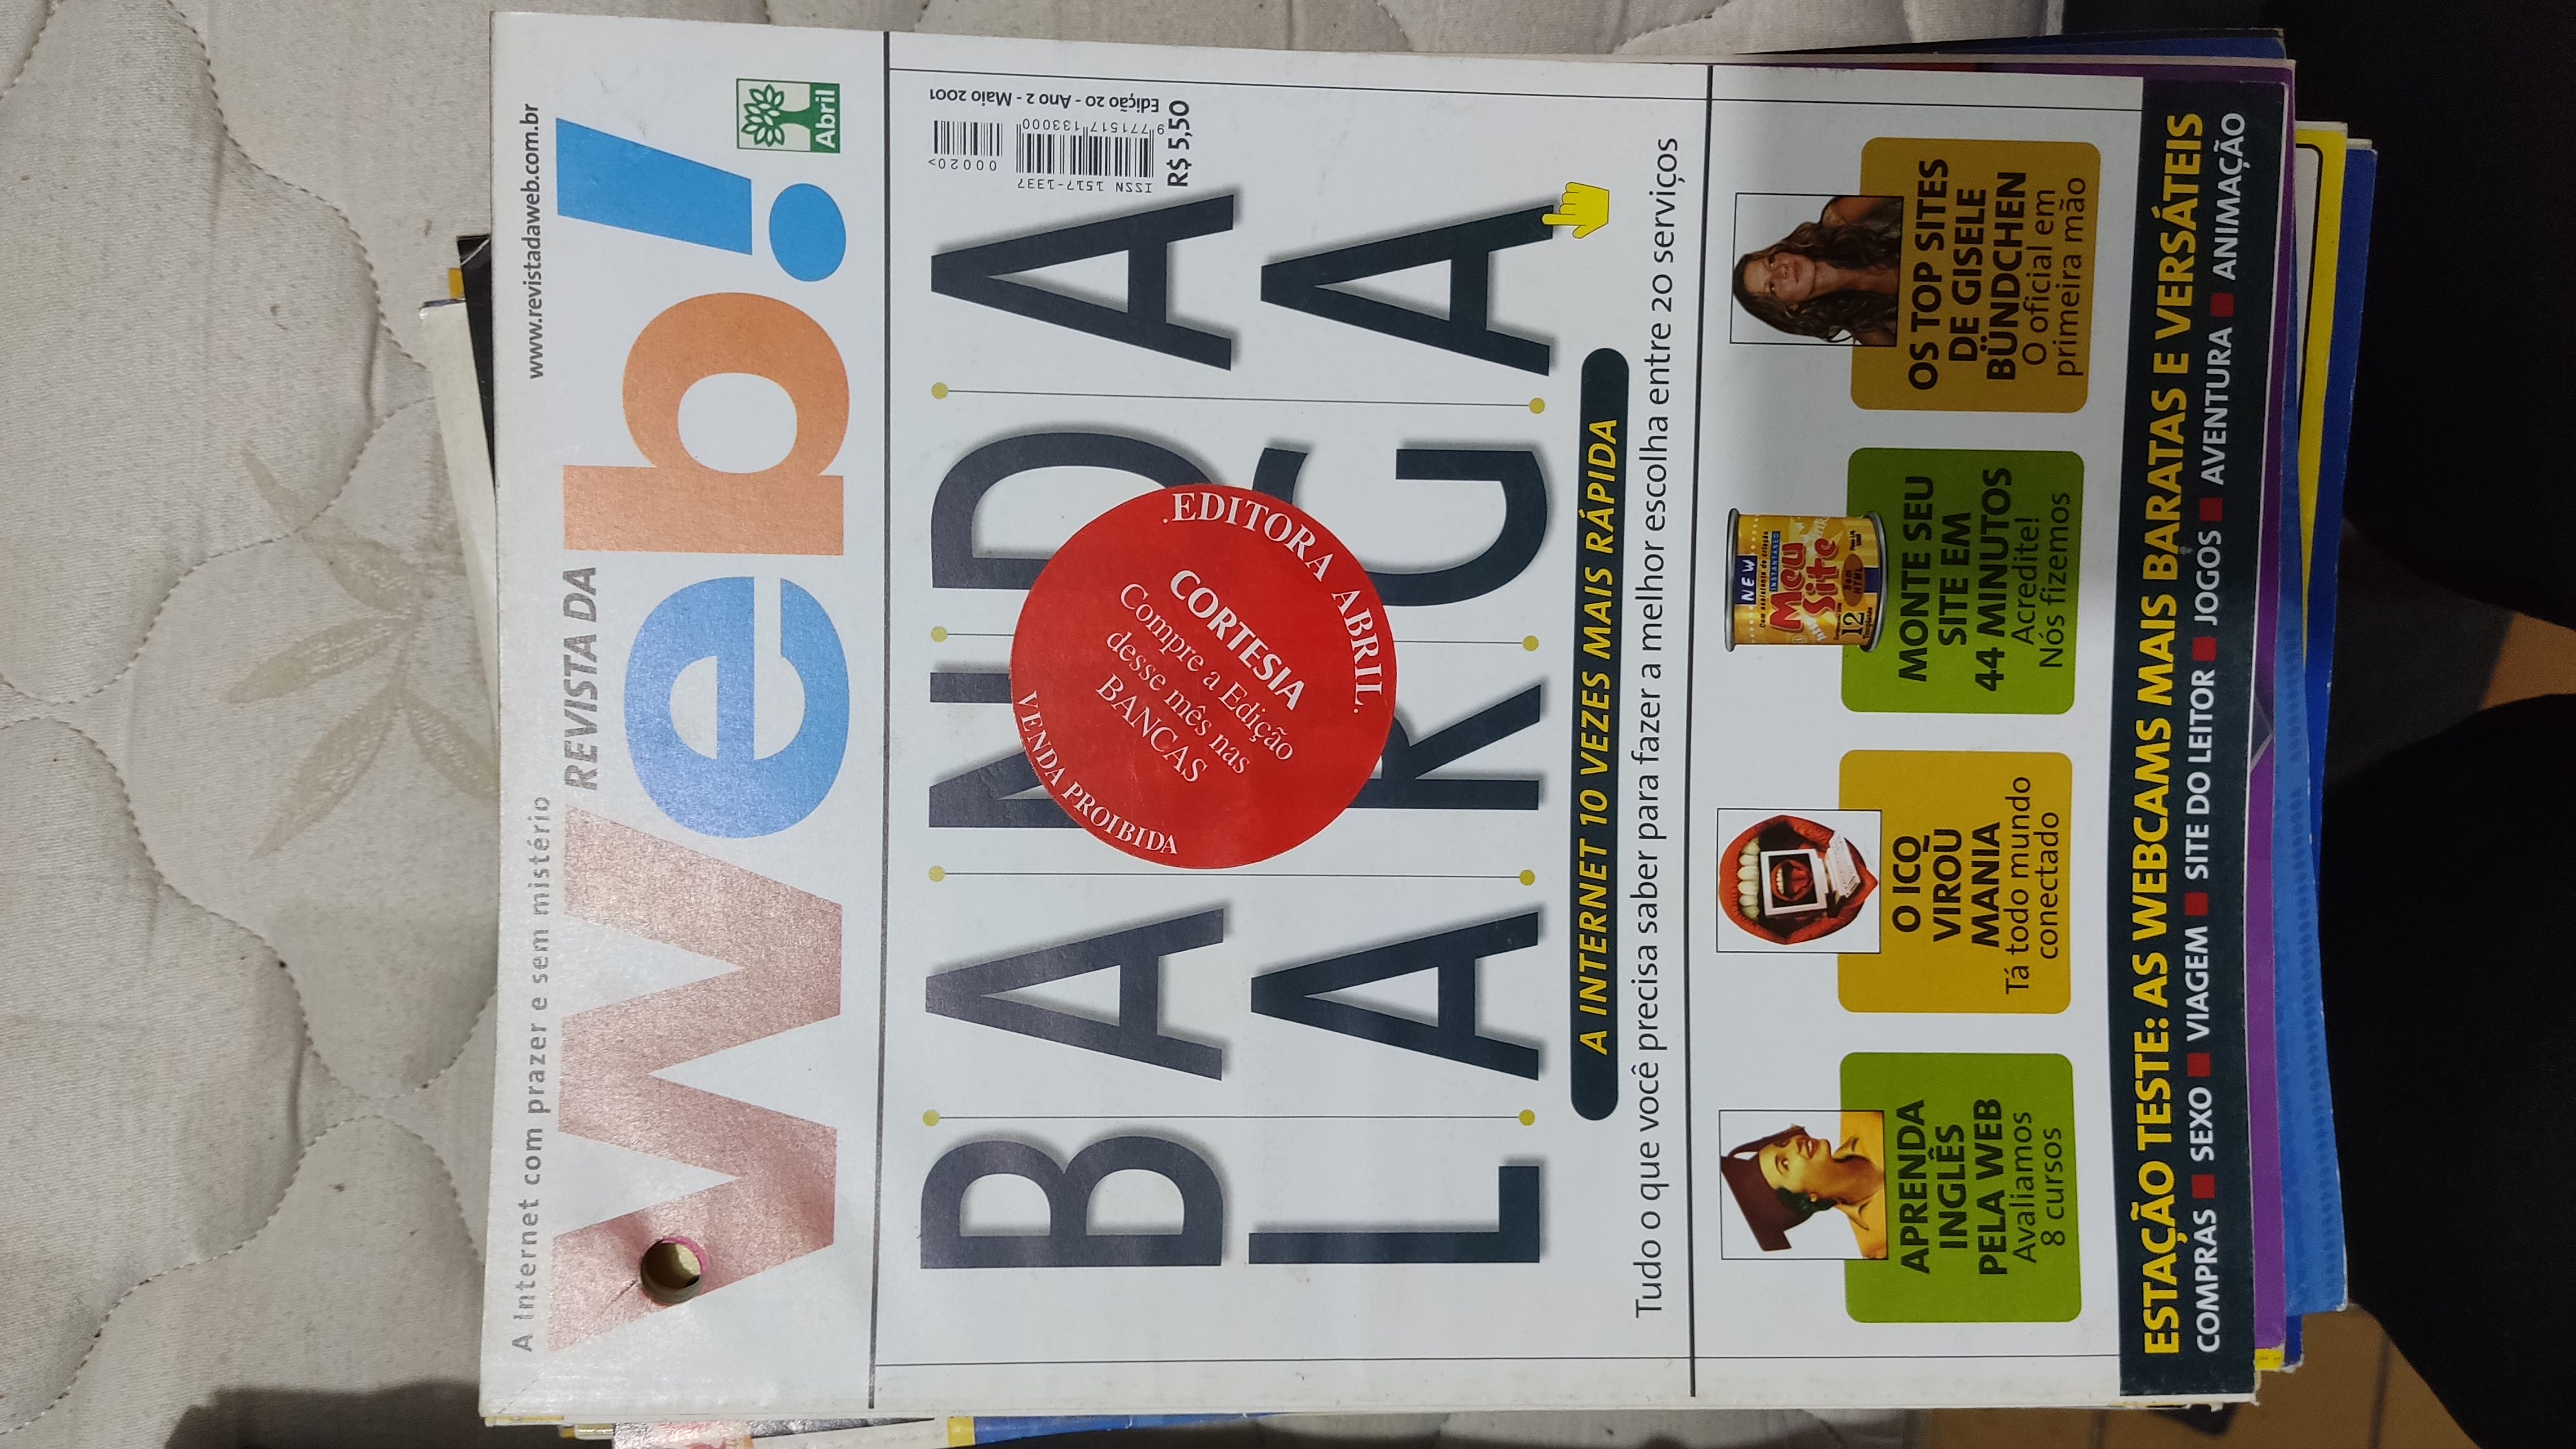 A Internet com prazer e sem mistério
www.revistadaweb.com.br
REVISTA DA
Web!
Abril
BANDA
LARGA
EDITORA ABRIL.
CORTESIA
Compre a Edição
desse mês nas
BANCAS
VENDA PROIBIDA
ISSN 1517-1337
00020>
9 771517 133000
R$ 5,50
Edição 20 - Ano 2 - Maio 2001
A INTERNET 10 VEZES MAIS RÁPIDA
Tudo o que você precisa saber para fazer a melhor escolha entre 20 serviços
APRENDA
INGLÊS
PELA WEB
Avaliamos
8 cursos
O ICQ
VIROU
MANIA
Tá todo mundo
conectado
NEW
INSTANTÂNEO
Meu
Site
12
MONTE SEU
SITE EM
44 MINUTOS
Acredite!
Nós fizemos
OS TOP SITES
DE GISELE
BÜNDCHEN
O oficial em
primeira mão
ESTAÇÃO TESTE: AS WEBCAMS MAIS BARATAS E VERSÁTEIS
COMPRAS ■ SEXO ■ VIAGEM ■ SITE DO LEITOR ■ JOGOS ■ AVENTURA ■ ANIMAÇÃO